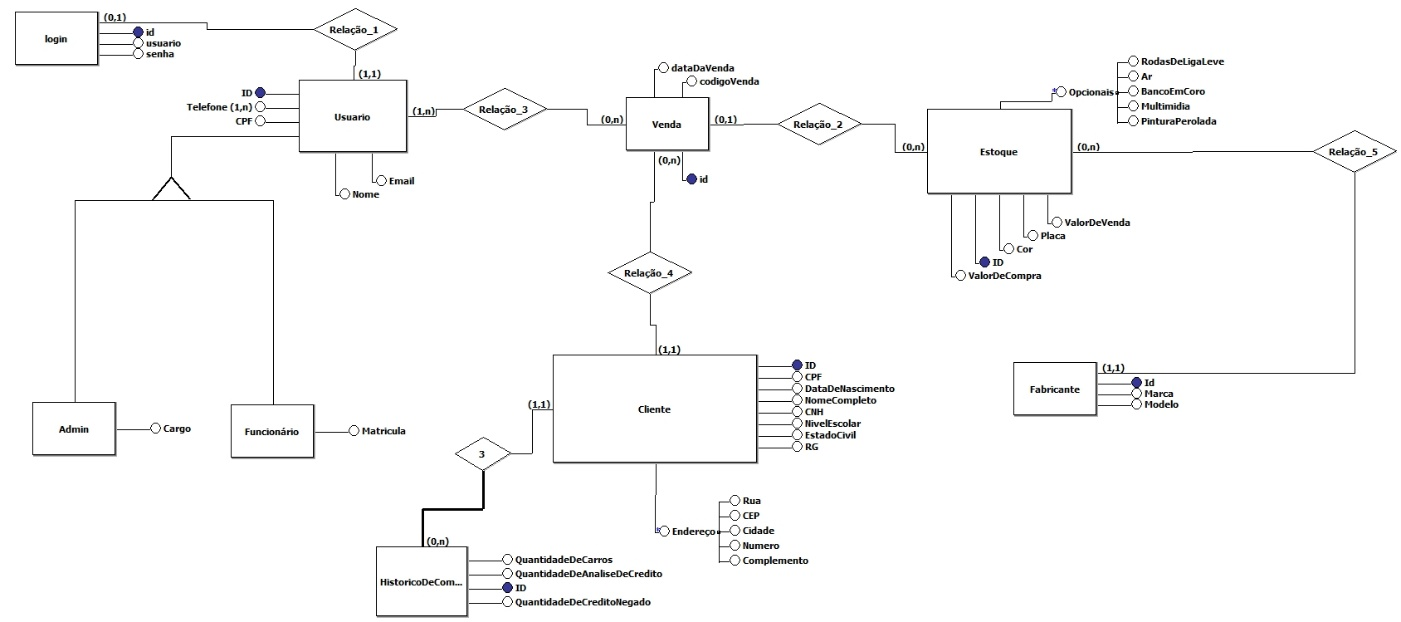 login
(0,1)
id
usuario
senha
Relação_1
(1,1)
ID
Telefone (1,n)
CPF
Usuario
(1,n)
Email
Nome
Relação_3
(0,n)
dataDaVenda
codigoVenda
Venda
(0,1)
(0,n)
id
Relação_2
(0,n)
Estoque
Opcionais
RodasDeLigaLeve
Ar
BancoEmCoro
Multimidia
PinturaPerolada
(0,n)
ValorDeVenda
Placa
Cor
ID
ValorDeCompra
Relação_5
Relação_4
(1,1)
Cliente
ID
CPF
DataDeNascimento
NomeCompleto
CNH
NivelEscolar
EstadoCivil
RG
(1,1)
3
(1,1)
Fabricante
Id
Marca
Modelo
Admin
Cargo
Funcionário
Matricula
Endereço
Rua
CEP
Cidade
Numero
Complemento
(0,n)
HistoricoDeCom...
QuantidadeDeCarros
QuantidadeDeAnaliseDeCredito
ID
QuantidadeDeCreditoNegado